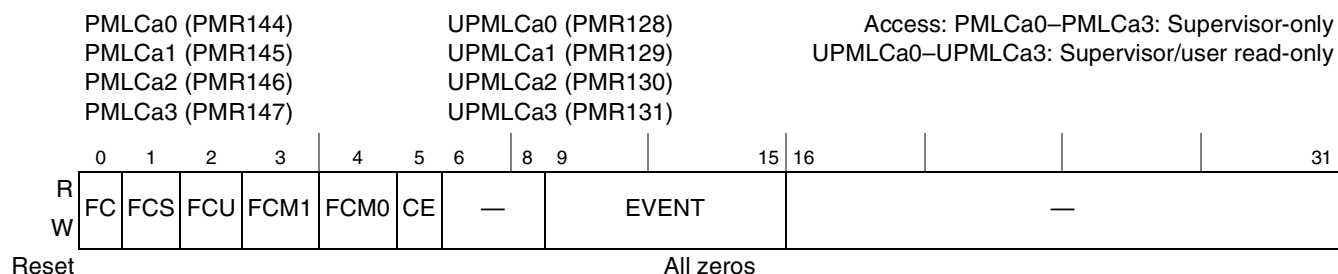 PMLCa0 (PMR144) UPMLCa0 (PMR128) Access: PMLCa0–PMLCa3: Supervisor-only
PMLCa1 (PMR145) UPMLCa1 (PMR129) UPMLCa0–UPMLCa3: Supervisor/user read-only
PMLCa2 (PMR146) UPMLCa2 (PMR130)
PMLCa3 (PMR147) UPMLCa3 (PMR131)
0 1 2 3 4 5 6 8 9 15 16 31
R
FC FCS FCU FCM1 FCM0 CE — EVENT —
W
Reset All zeros